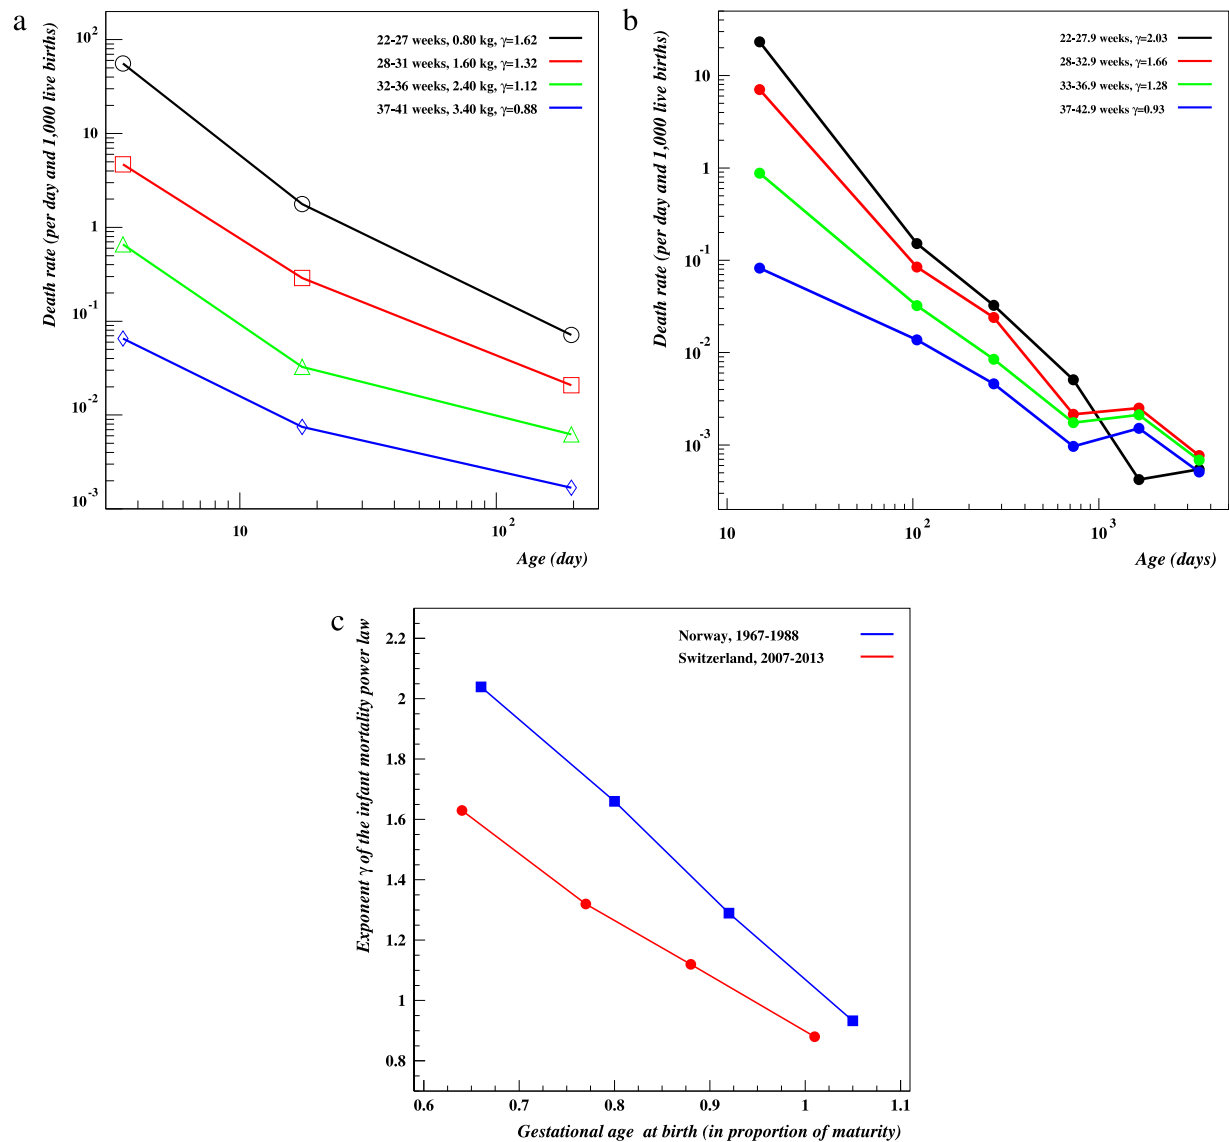 a
Death rate (per day and 1,000 live births)
10²
10
1
10⁻¹
10⁻²
10⁻³
22-27 weeks, 0.80 kg, γ=1.62
28-31 weeks, 1.60 kg, γ=1.32
32-36 weeks, 2.40 kg, γ=1.12
37-41 weeks, 3.40 kg, γ=0.88
10 10²
Age (day)
b
Death rate (per day and 1,000 live births)
10
1
10⁻¹
10⁻²
10⁻³
22-27.9 weeks, γ=2.03
28-32.9 weeks, γ=1.66
33-36.9 weeks, γ=1.28
37-42.9 weeks γ=0.93
10 10² 10³
Age (days)
c
Exponent γ of the infant mortality power law
2.2
2
1.8
1.6
1.4
1.2
1
0.8
Norway, 1967-1988
Switzerland, 2007-2013
0.6 0.7 0.8 0.9 1 1.1
Gestational age at birth (in proportion of maturity)